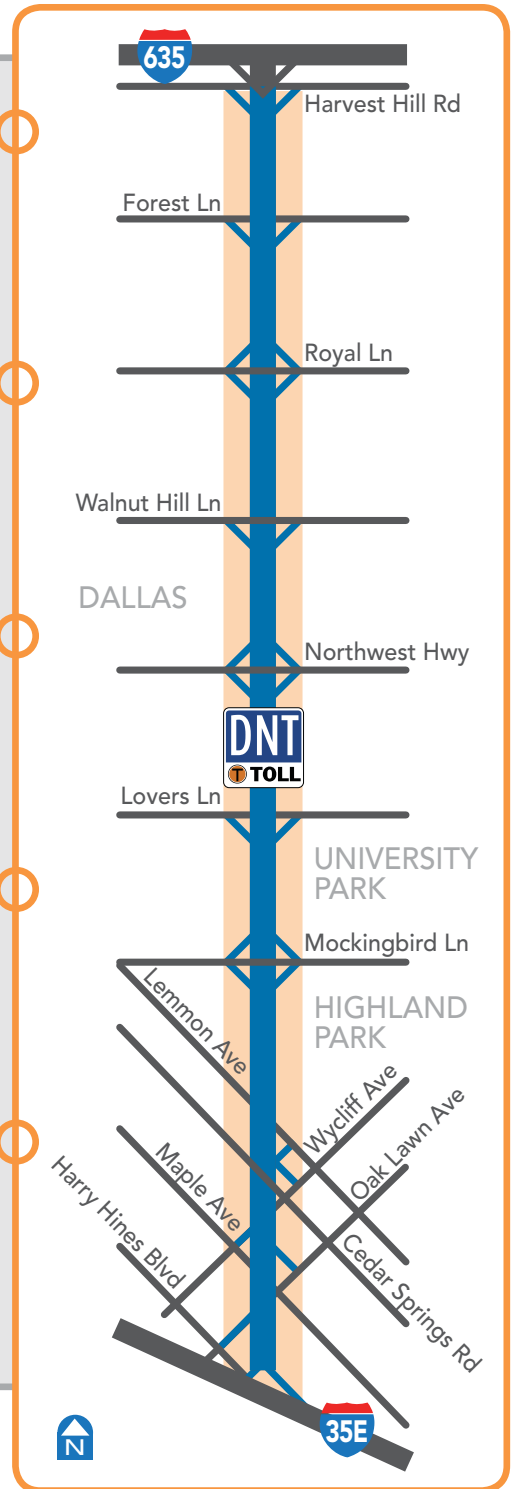 635
Harvest Hill Rd
Forest Ln
Royal Ln
Walnut Hill Ln
DALLAS
Northwest Hwy
DNT
T TOLL
Lovers Ln
UNIVERSITY
PARK
Mockingbird Ln
Lemmon Ave
HIGHLAND
PARK
Wycliff Ave
Oak Lawn Ave
Maple Ave
Harry Hines Blvd
Cedar Springs Rd
35E
N